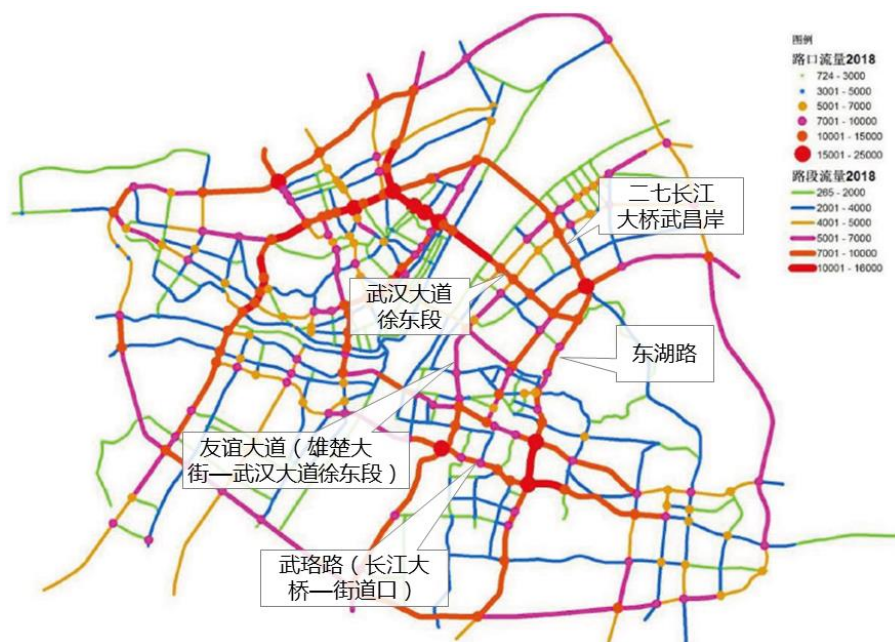 图例
路口流量2018
724 - 3000
3001 - 5000
5001 - 7000
7001 - 10000
10001 - 15000
15001 - 25000
路段流量2018
265 - 2000
2001 - 4000
4001 - 5000
5001 - 7000
7001 - 10000
10001 - 16000
二七长江
大桥武昌岸
武汉大道
徐东段
东湖路
友谊大道（雄楚大
街—武汉大道徐东段）
武珞路（长江大
桥—街道口）